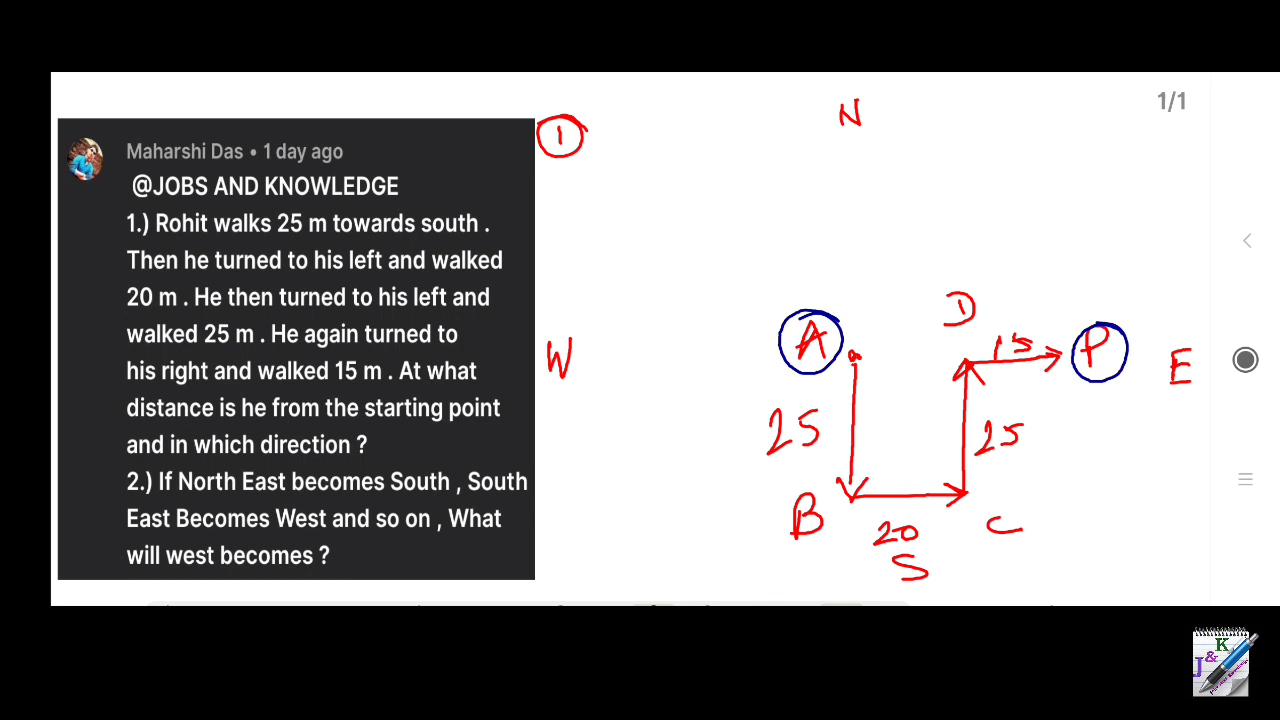 1/1
N
1
Maharshi Das • 1 day ago
@JOBS AND KNOWLEDGE
1.) Rohit walks 25 m towards south .
Then he turned to his left and walked
20 m . He then turned to his left and
walked 25 m . He again turned to
his right and walked 15 m . At what
distance is he from the starting point
and in which direction ?
2.) If North East becomes South , South
East Becomes West and so on , What
will west becomes ?
W
A
D
15
P
E
25
25
B
20
C
S
J&K